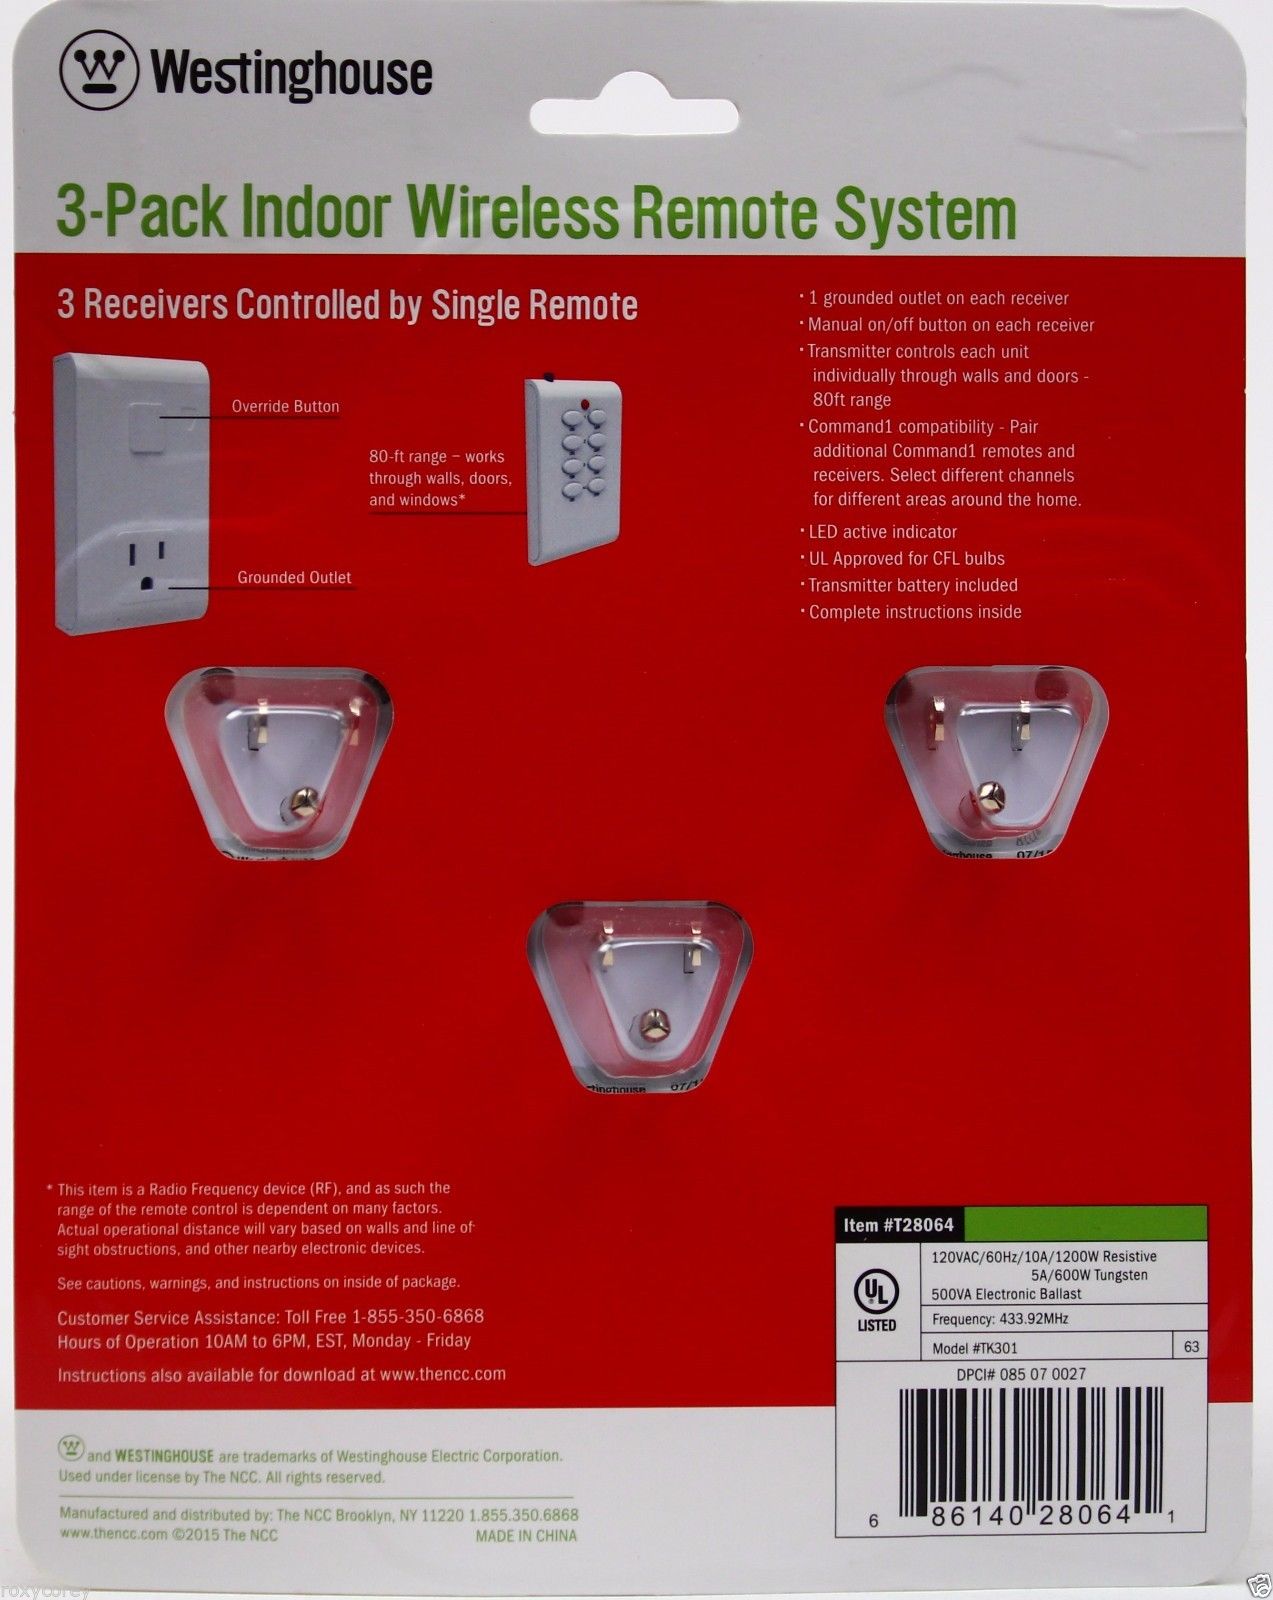 Westinghouse
3-Pack Indoor Wireless Remote System
3 Receivers Controlled by Single Remote
Override Button
80-ft range – works
through walls, doors,
and windows*
Grounded Outlet
· 1 grounded outlet on each receiver
· Manual on/off button on each receiver
· Transmitter controls each unit
individually through walls and doors -
80ft range
· Command1 compatibility - Pair
additional Command1 remotes and
receivers. Select different channels
for different areas around the home.
· LED active indicator
· UL Approved for CFL bulbs
· Transmitter battery included
· Complete instructions inside
* This item is a Radio Frequency device (RF), and as such the
range of the remote control is dependent on many factors.
Actual operational distance will vary based on walls and line of
sight obstructions, and other nearby electronic devices.
See cautions, warnings, and instructions on inside of package.
Customer Service Assistance: Toll Free 1-855-350-6868
Hours of Operation 10AM to 6PM, EST, Monday - Friday
Instructions also available for download at www.thencc.com
and WESTINGHOUSE are trademarks of Westinghouse Electric Corporation.
Used under license by The NCC. All rights reserved.
Manufactured and distributed by: The NCC Brooklyn, NY 11220 1.855.350.6868
www.thencc.com ©2015 The NCC MADE IN CHINA
Item #T28064
UL
LISTED
120VAC/60Hz/10A/1200W Resistive
5A/600W Tungsten
500VA Electronic Ballast
Frequency: 433.92MHz
Model #TK301 63
DPCI# 085 07 0027
6 86140 28064 1
roxycorey